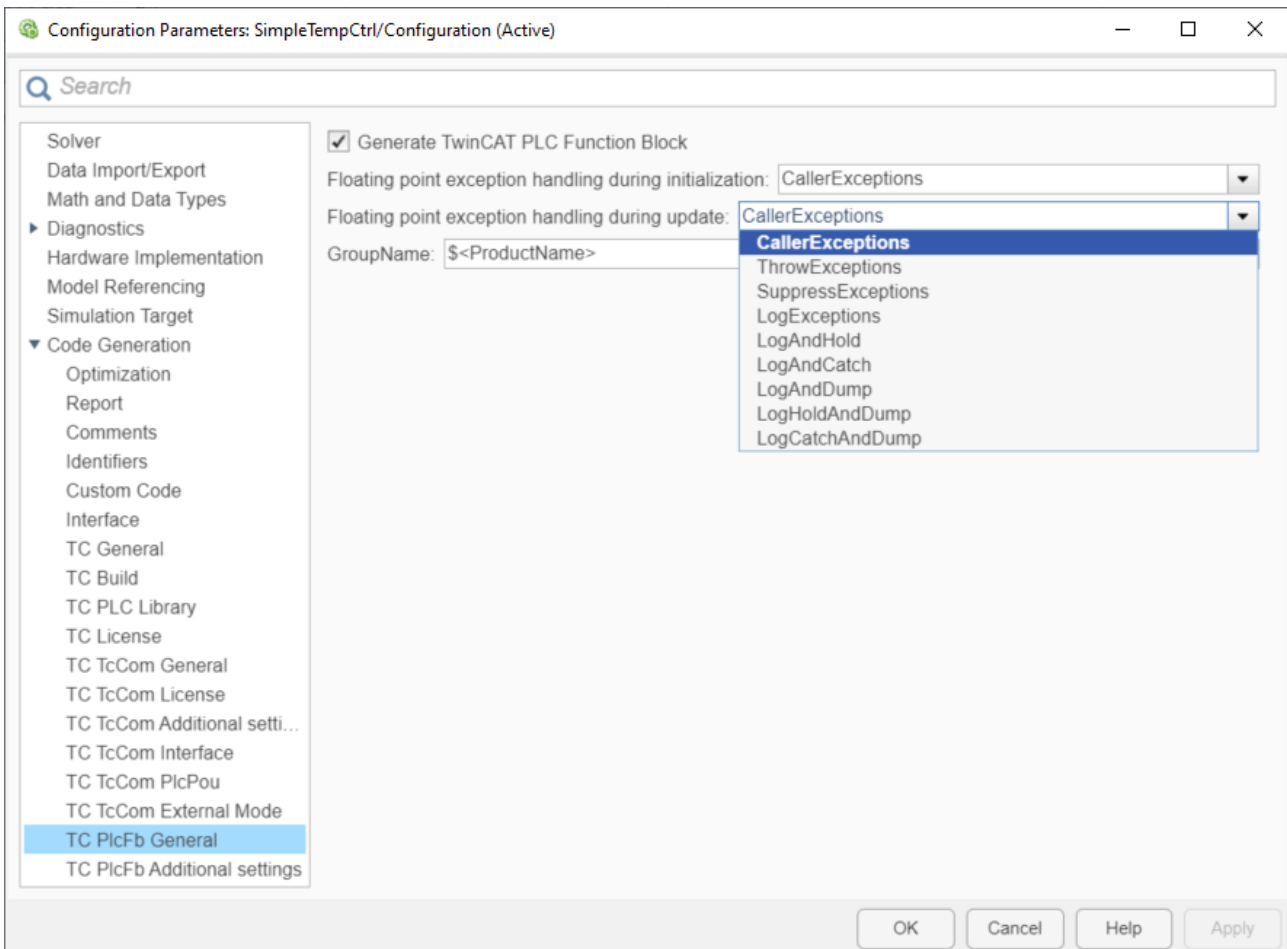 Configuration Parameters: SimpleTempCtrl/Configuration (Active)
Search
Solver
Data Import/Export
Math and Data Types
Diagnostics
Hardware Implementation
Model Referencing
Simulation Target
Code Generation
Optimization
Report
Comments
Identifiers
Custom Code
Interface
TC General
TC Build
TC PLC Library
TC License
TC TcCom General
TC TcCom License
TC TcCom Additional setti...
TC TcCom Interface
TC TcCom PlcPou
TC TcCom External Mode
TC PlcFb General
TC PlcFb Additional settings
Generate TwinCAT PLC Function Block
Floating point exception handling during initialization: CallerExceptions
Floating point exception handling during update: CallerExceptions
GroupName: $<ProductName>
CallerExceptions
ThrowExceptions
SuppressExceptions
LogExceptions
LogAndHold
LogAndCatch
LogAndDump
LogHoldAndDump
LogCatchAndDump
OK Cancel Help Apply